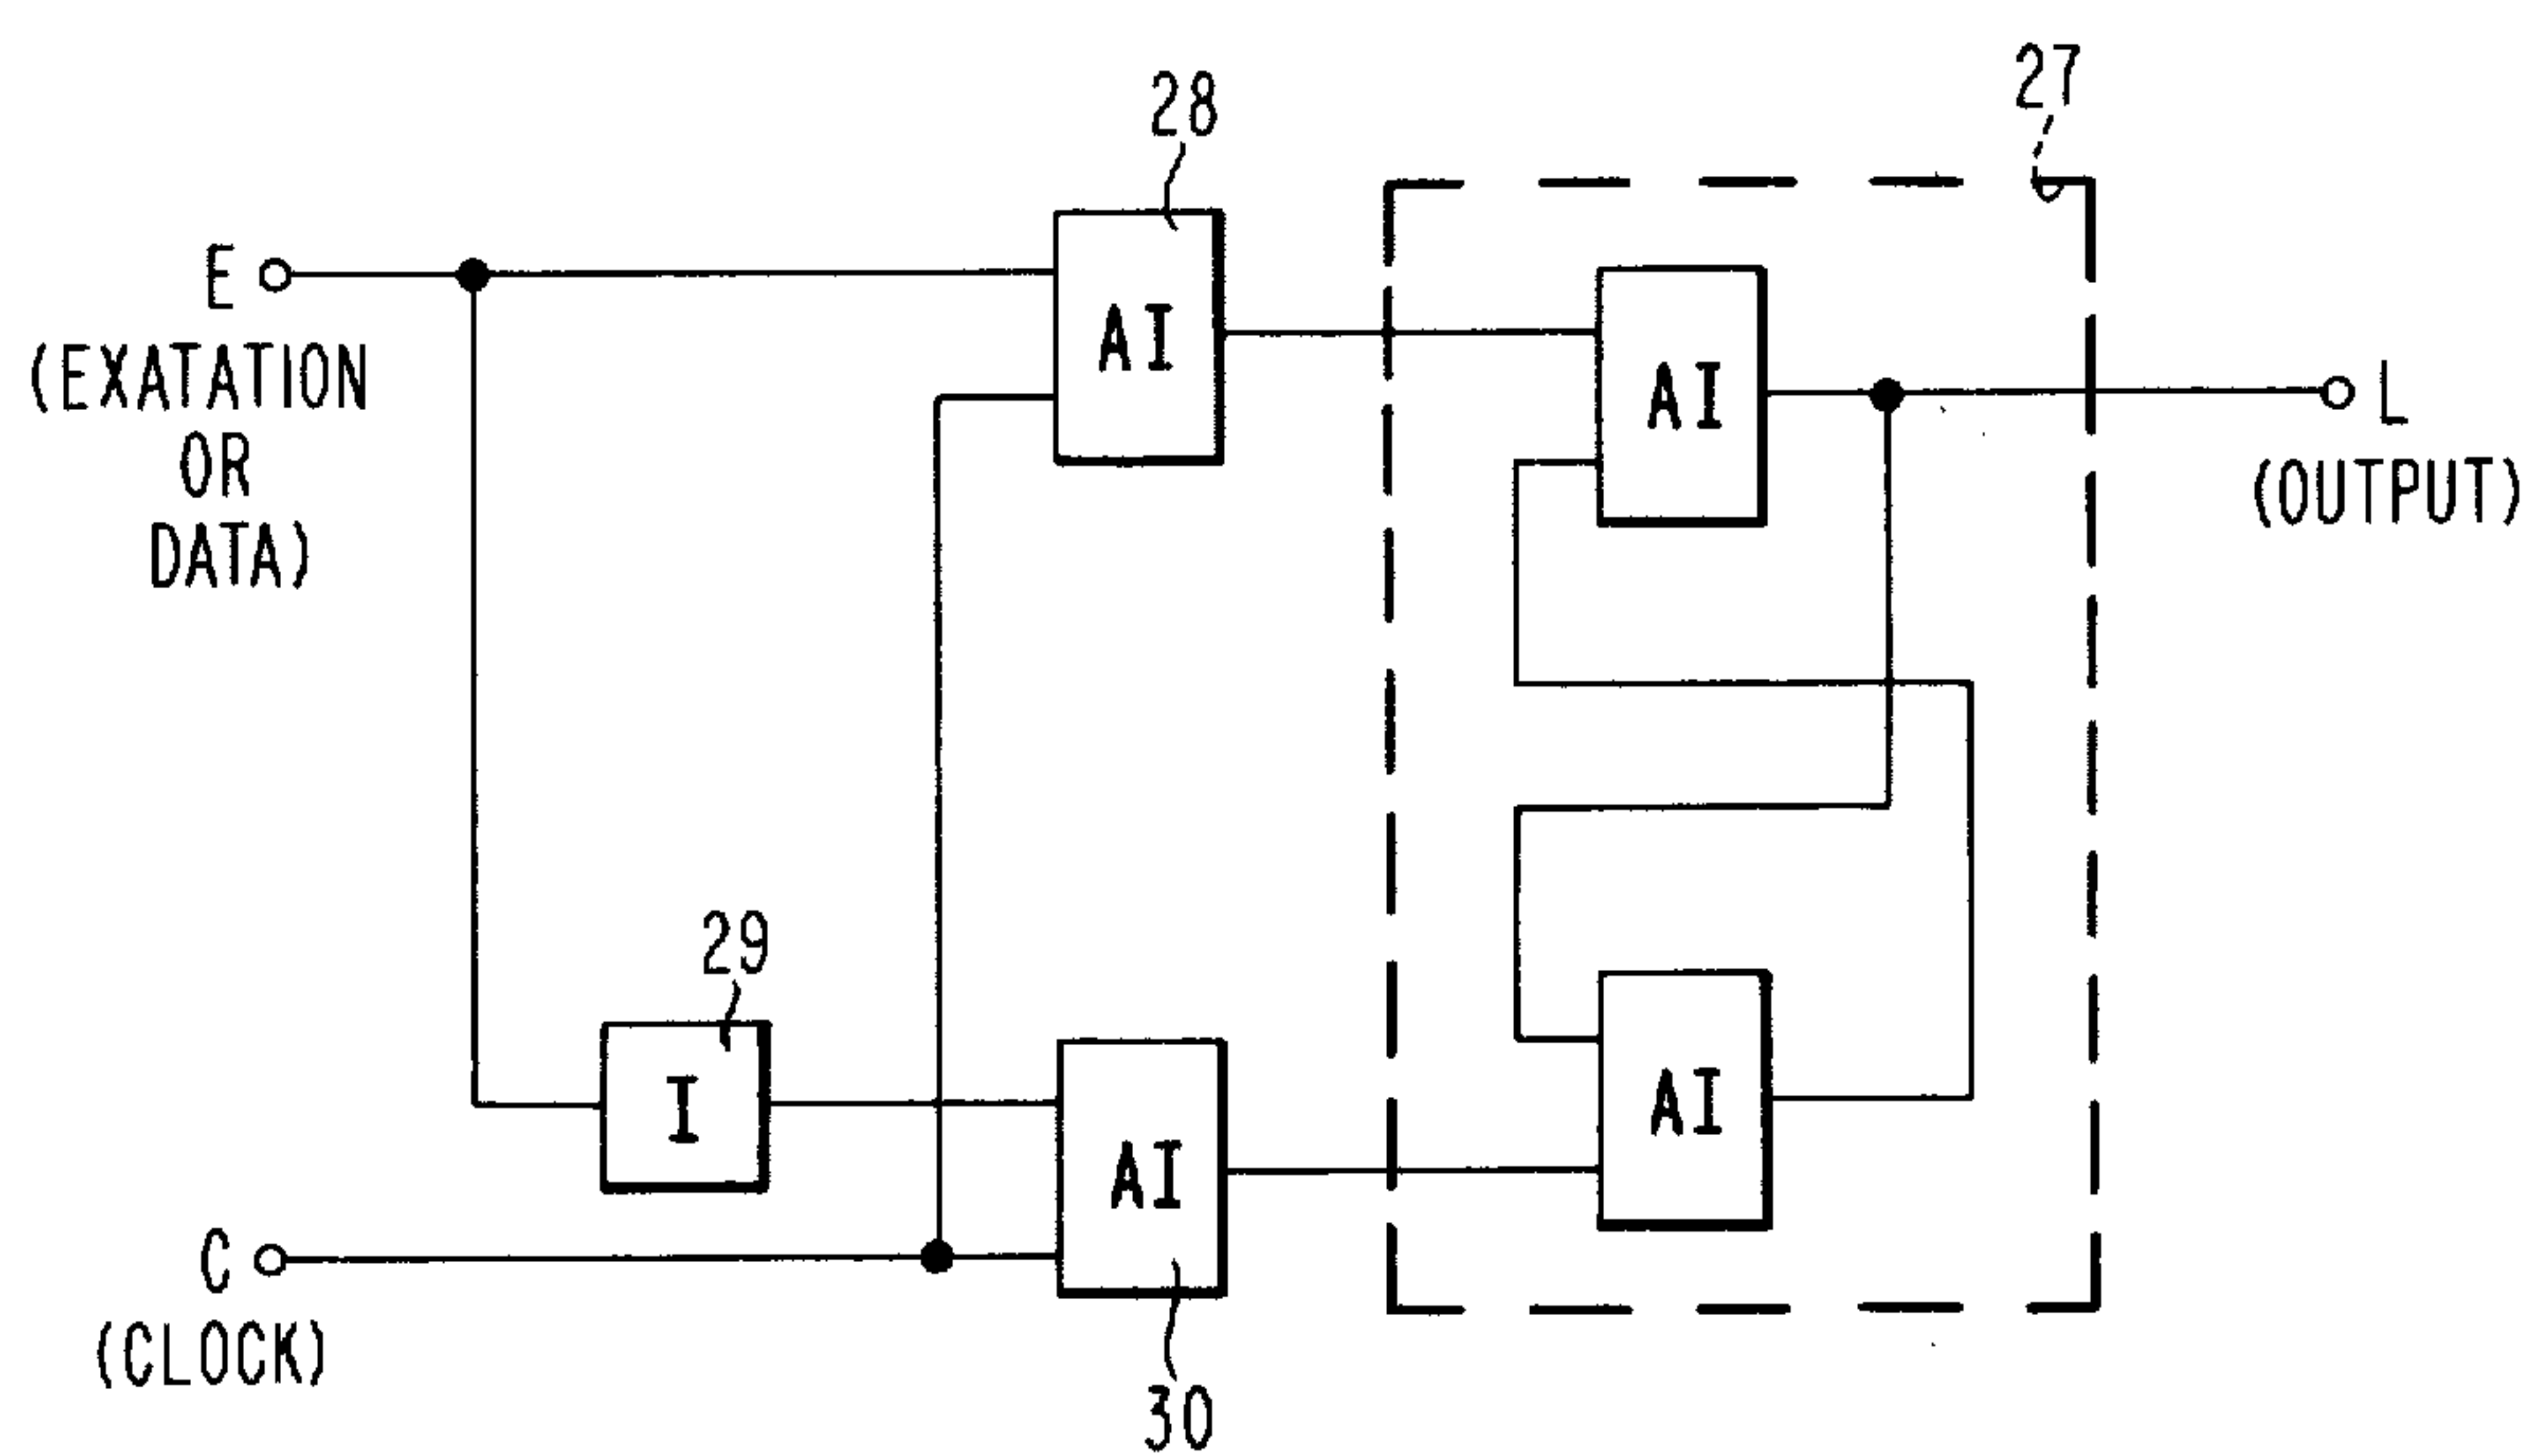 27
28
E
(EXATATION
OR
DATA)
AI
AI
L
(OUTPUT)
29
I
AI
AI
C
(CLOCK)
30